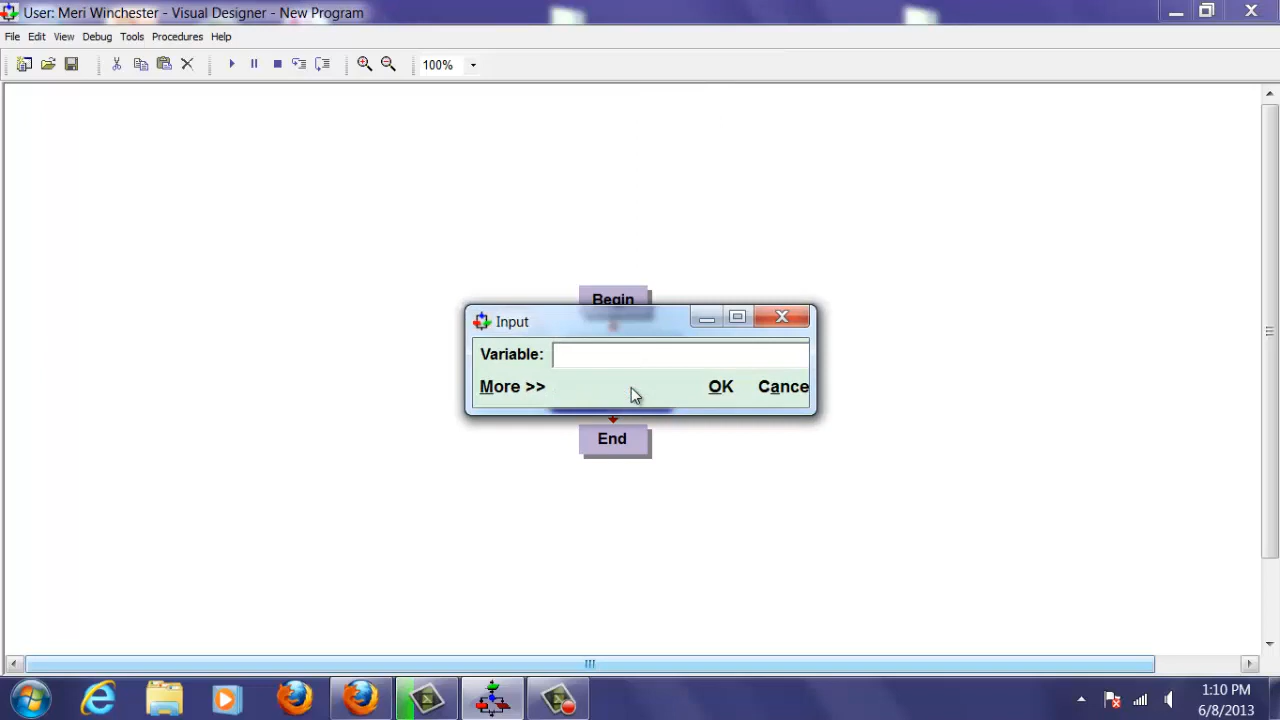 User: Meri Winchester - Visual Designer - New Program
File Edit View Debug Tools Procedures Help
100%
Begin
Input
Variable:
More >> OK Cance
End
1:10 PM
6/8/2013